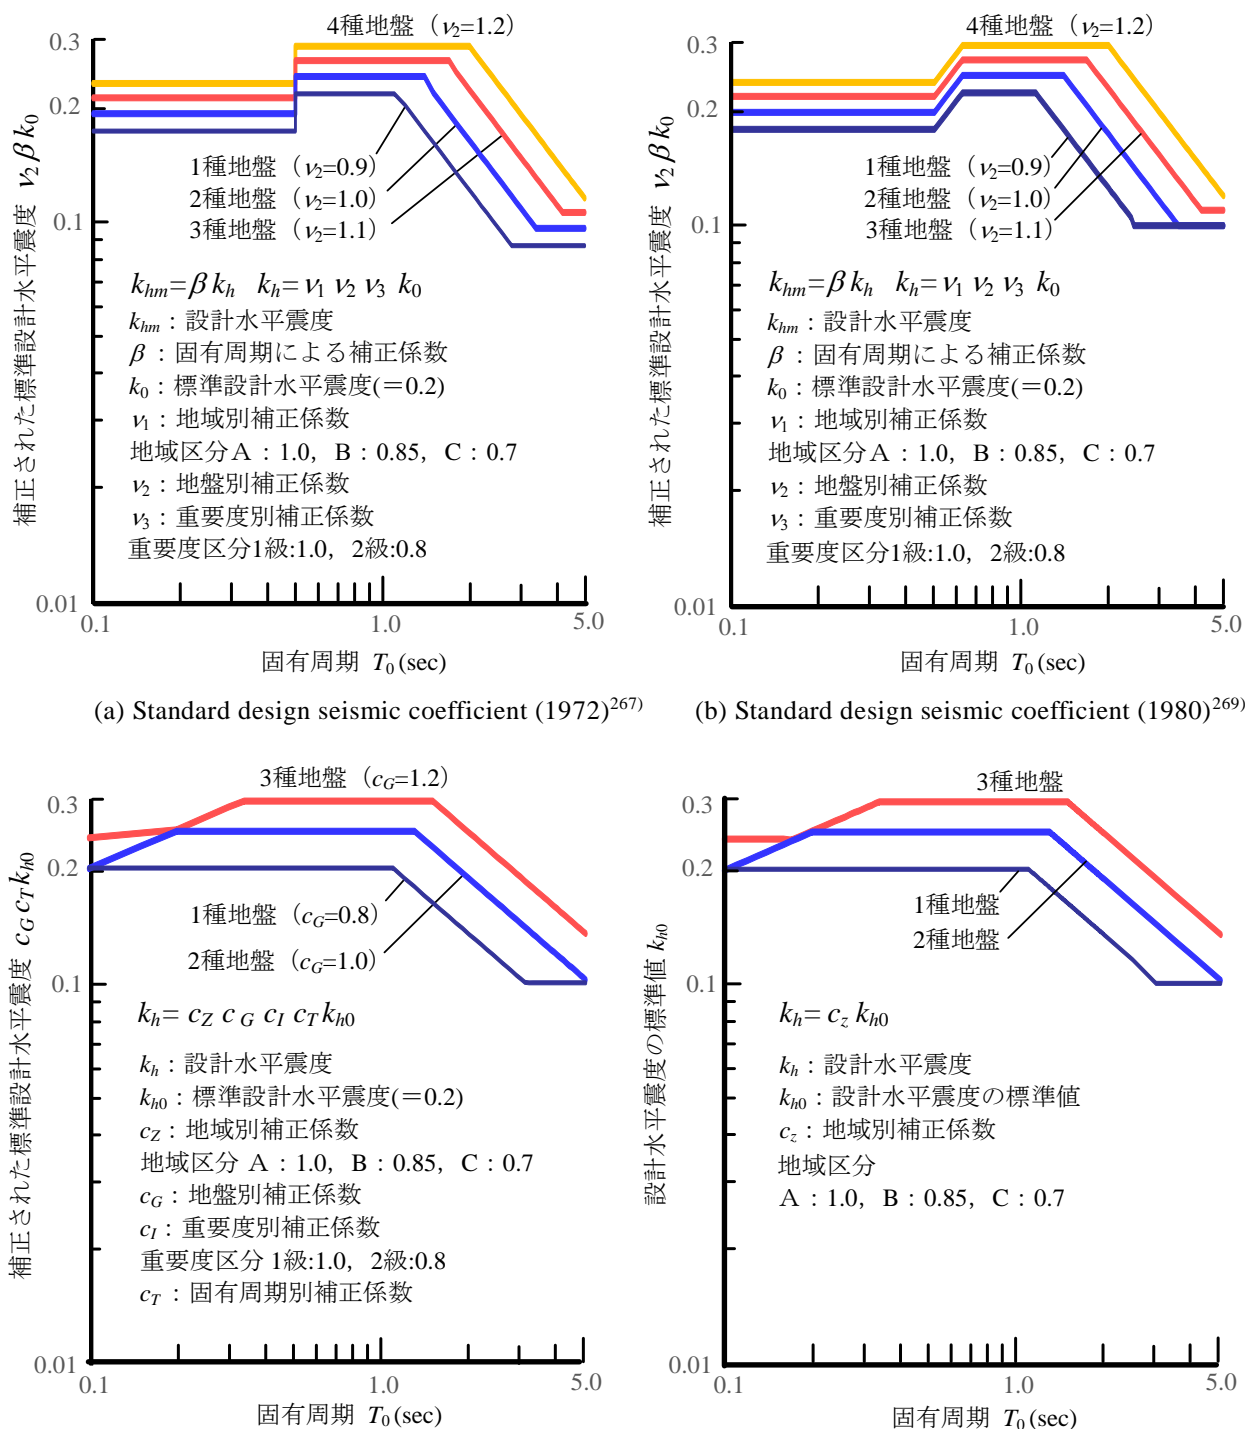 4種地盤（ν2=1.2）
0.3
0.2
0.1
0.01
補正された標準設計水平震度 ν2 β k0
1種地盤（ν2=0.9）
2種地盤（ν2=1.0）
3種地盤（ν2=1.1）
khm=β kh kh=ν1 ν2 ν3 k0
khm：設計水平震度
β：固有周期による補正係数
k0：標準設計水平震度(＝0.2)
ν1：地域別補正係数
地域区分Ａ：1.0，B：0.85，C：0.7
ν2：地盤別補正係数
ν3：重要度別補正係数
重要度区分1級:1.0，2級:0.8
0.1 1.0 5.0
固有周期 T0(sec)
(a) Standard design seismic coefficient (1972)267)
4種地盤（ν2=1.2）
0.3
0.2
0.1
0.01
補正された標準設計水平震度 ν2 β k0
1種地盤（ν2=0.9）
2種地盤（ν2=1.0）
3種地盤（ν2=1.1）
khm=β kh kh=ν1 ν2 ν3 k0
khm：設計水平震度
β：固有周期による補正係数
k0：標準設計水平震度(＝0.2)
ν1：地域別補正係数
地域区分Ａ：1.0，B：0.85，C：0.7
ν2：地盤別補正係数
ν3：重要度別補正係数
重要度区分1級:1.0，2級:0.8
0.1 1.0 5.0
固有周期 T0(sec)
(b) Standard design seismic coefficient (1980)269)
3種地盤（cG=1.2）
0.3
0.2
0.1
0.01
補正された標準設計水平震度 cG cT kh0
1種地盤（cG=0.8）
2種地盤（cG=1.0）
kh= cZ cG cI cT kh0
kh：設計水平震度
kh0：標準設計水平震度(＝0.2)
cZ：地域別補正係数
地域区分 A：1.0，B：0.85，C：0.7
cG：地盤別補正係数
cI：重要度別補正係数
重要度区分 1級:1.0，2級:0.8
cT：固有周期別補正係数
0.1 1.0 5.0
固有周期 T0(sec)
3種地盤
0.3
0.2
0.1
0.01
設計水平震度の標準値 kh0
1種地盤
2種地盤
kh= cz kh0
kh：設計水平震度
kh0：設計水平震度の標準値
cz：地域別補正係数
地域区分
A：1.0，B：0.85，C：0.7
0.1 1.0 5.0
固有周期 T0(sec)